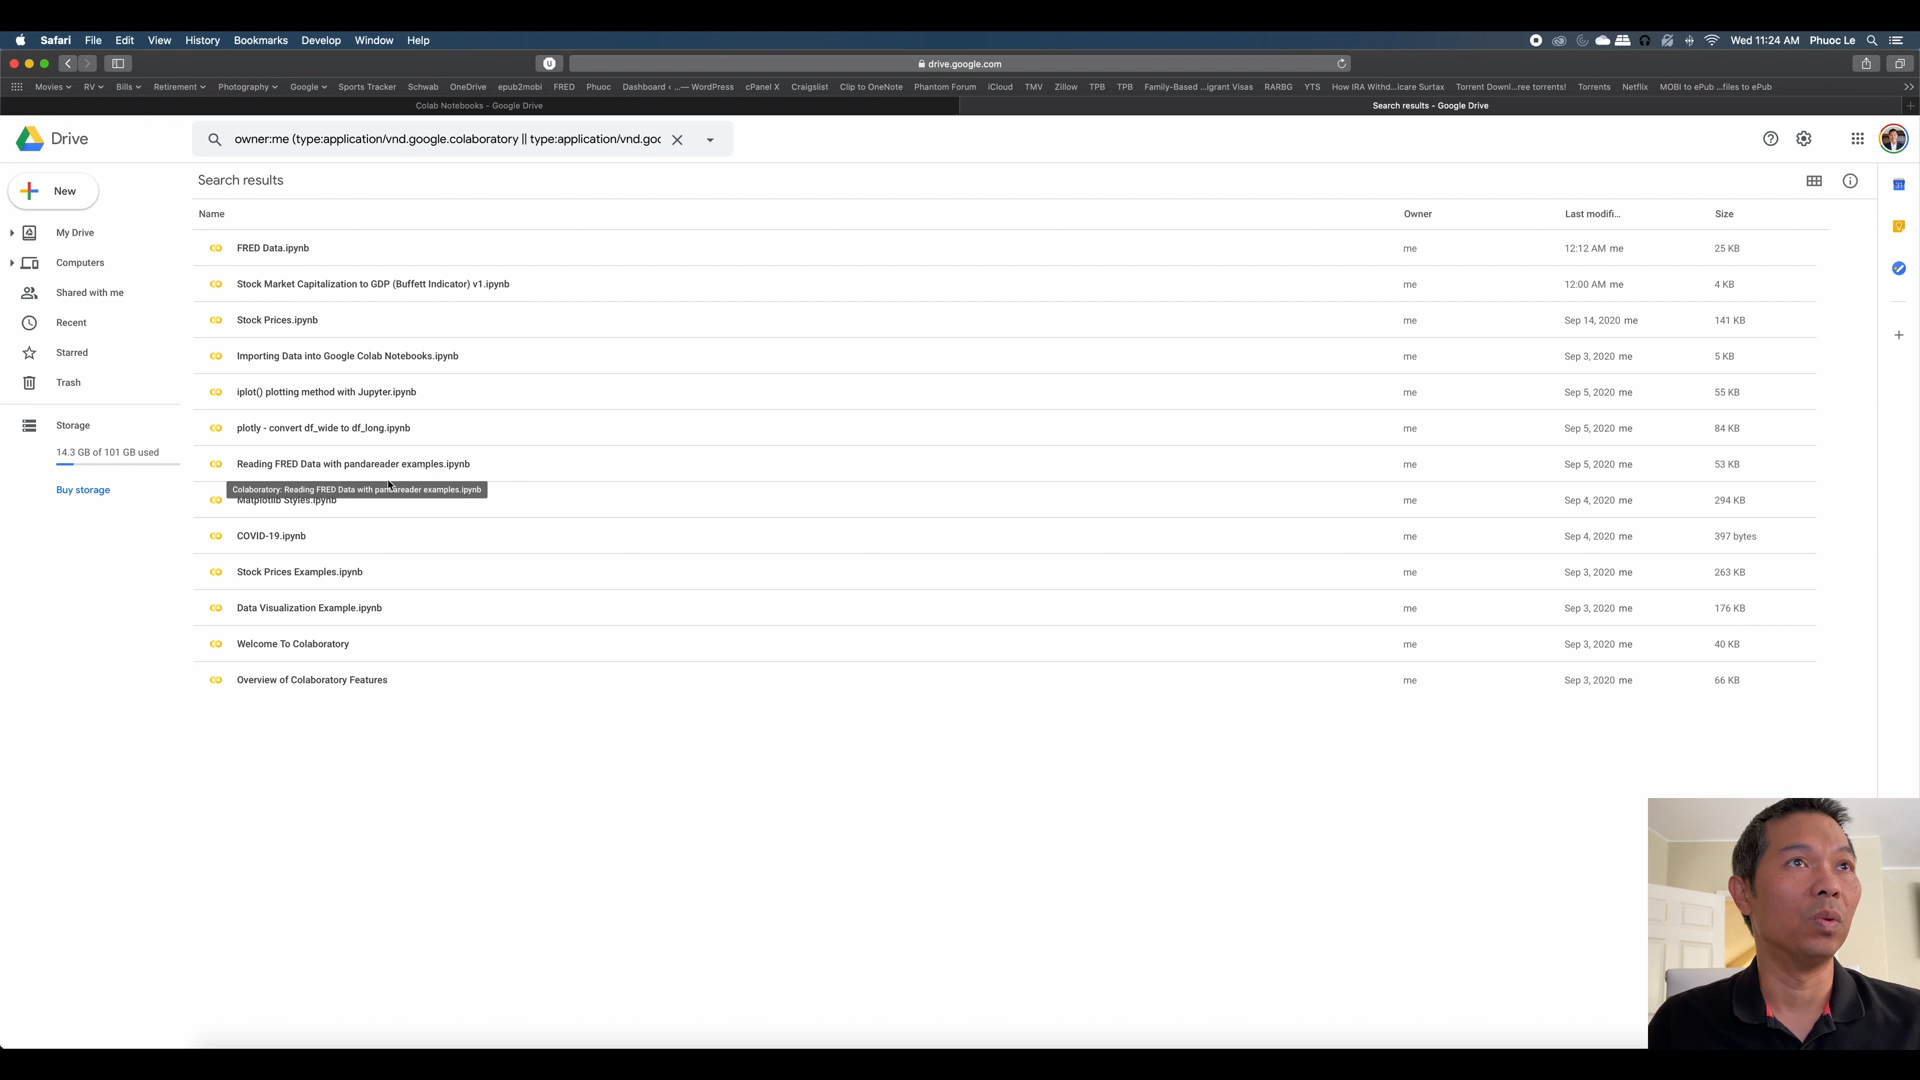 Safari File Edit View History Bookmarks Develop Window Help Wed 11:24 AM Phuoc Le
drive.google.com
Movies RV Bills Retirement Photography Google Sports Tracker Schwab OneDrive epub2mobi FRED Phuoc Dashboard ‹ ...— WordPress cPanel X Craigslist Clip to OneNote Phantom Forum iCloud TMV Zillow TPB TPB Family-Based ...igrant Visas RARBG YTS How IRA Withd...icare Surtax Torrent Downl...ree torrents! Torrents Netflix MOBI to ePub ...files to ePub
Colab Notebooks - Google Drive Search results - Google Drive
Drive owner:me (type:application/vnd.google.colaboratory || type:application/vnd.goo
New
My Drive
Computers
Shared with me
Recent
Starred
Trash
Storage
14.3 GB of 101 GB used
Buy storage
Search results
Name Owner Last modifi... Size
FRED Data.ipynb me 12:12 AM me 25 KB
Stock Market Capitalization to GDP (Buffett Indicator) v1.ipynb me 12:00 AM me 4 KB
Stock Prices.ipynb me Sep 14, 2020 me 141 KB
Importing Data into Google Colab Notebooks.ipynb me Sep 3, 2020 me 5 KB
iplot() plotting method with Jupyter.ipynb me Sep 5, 2020 me 55 KB
plotly - convert df_wide to df_long.ipynb me Sep 5, 2020 me 84 KB
Reading FRED Data with pandareader examples.ipynb me Sep 5, 2020 me 53 KB
Colaboratory: Reading FRED Data with pandareader examples.ipynb
Matplotlib Styles.ipynb me Sep 4, 2020 me 294 KB
COVID-19.ipynb me Sep 4, 2020 me 397 bytes
Stock Prices Examples.ipynb me Sep 3, 2020 me 263 KB
Data Visualization Example.ipynb me Sep 3, 2020 me 176 KB
Welcome To Colaboratory me Sep 3, 2020 me 40 KB
Overview of Colaboratory Features me Sep 3, 2020 me 66 KB